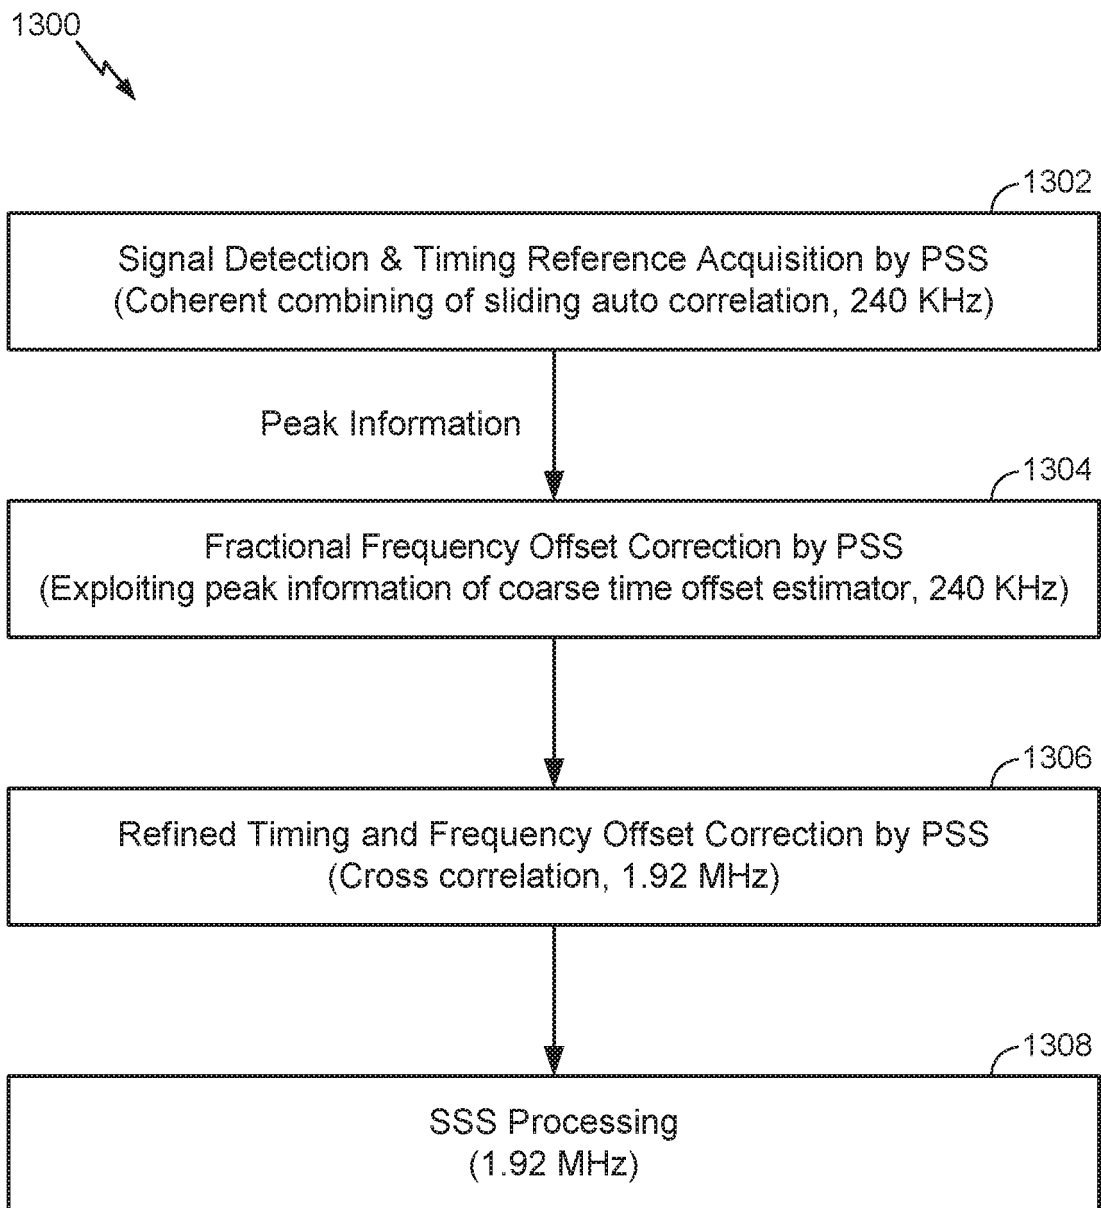 1300
1302
Signal Detection & Timing Reference Acquisition by PSS
(Coherent combining of sliding auto correlation, 240 KHz)
Peak Information
1304
Fractional Frequency Offset Correction by PSS
(Exploiting peak information of coarse time offset estimator, 240 KHz)
1306
Refined Timing and Frequency Offset Correction by PSS
(Cross correlation, 1.92 MHz)
1308
SSS Processing
(1.92 MHz)